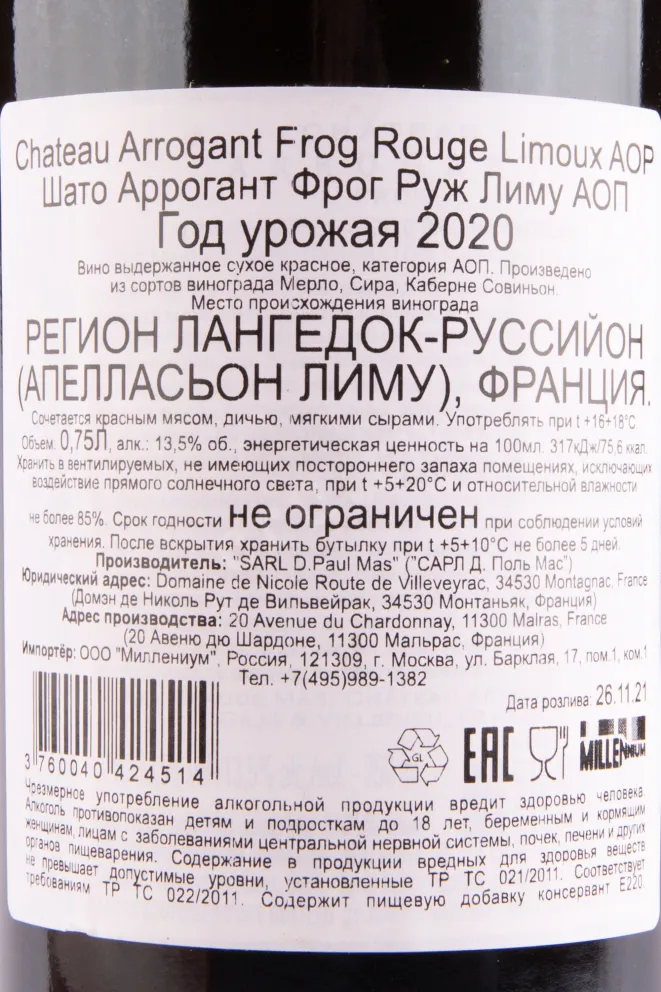 Chateau Arrogant Frog Rouge Limoux AOP
Шато Аррогант Фрог Руж Лиму АОП
Год урожая 2020
Вино выдержанное сухое красное, категория АОП. Произведено
из сортов винограда Мерло, Сира, Каберне Совиньон.
Место происхождения винограда
РЕГИОН ЛАНГЕДОК-РУССИЙОН
(АПЕЛЛАСЬОН ЛИМУ), ФРАНЦИЯ.
Сочетается красным мясом, дичью, мягкими сырами. Употреблять при t +16+18°С
Объем. 0,75Л, алк.: 13,5% об., энергетическая ценность на 100мл: 317кДж/75,6 ккал.
Хранить в вентилируемых, не имеющих постороннего запаха помещениях, исключающих
воздействие прямого солнечного света, при t +5+20°С и относительной влажности
не более 85%. Срок годности не ограничен при соблюдении условий
хранения. После вскрытия хранить бутылку при t +5+10°С не более 5 дней.
Производитель: "SARL D.Paul Mas" ("САРЛ Д. Поль Мас")
Юридический адрес: Domaine de Nicole Route de Villeveyrac, 34530 Montagnac, France
(Домэн де Николь Рут де Вильвейрак, 34530 Монтаньяк, Франция)
Адрес производства: 20 Avenue du Chardonnay, 11300 Malras, France
(20 Авеню дю Шардоне, 11300 Мальрас, Франция)
Импортёр: ООО "Миллениум", Россия, 121309, г. Москва, ул. Барклая, 17, пом.1, ком.1
Тел. +7(495)989-1382
Дата розлива: 26.11.21
3 760040 424514
GL
EAC
MILLENNIUM
Чрезмерное употребление алкогольной продукции вредит здоровью человека.
Алкоголь противопоказан детям и подросткам до 18 лет, беременным и кормящим
женщинам, лицам с заболеваниями центральной нервной системы, почек, печени и других
органов пищеварения. Содержание в продукции вредных для здоровья веществ
не превышает допустимые уровни, установленные ТР ТС 021/2011. Соответствует
требованиям ТР ТС 022/2011. Содержит пищевую добавку консервант Е220.